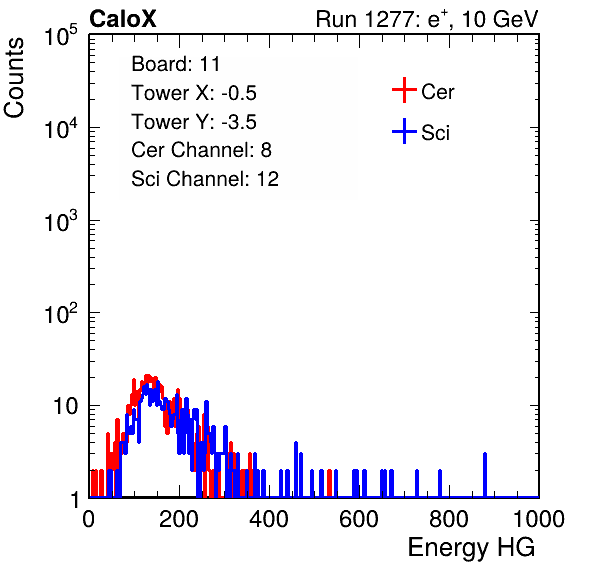 CaloX Run 1277: e⁺, 10 GeV
Counts
10⁵
10⁴
10³
10²
10
1
Board: 11
Tower X: -0.5
Tower Y: -3.5
Cer Channel: 8
Sci Channel: 12
Cer
Sci
0 200 400 600 800 1000
Energy HG